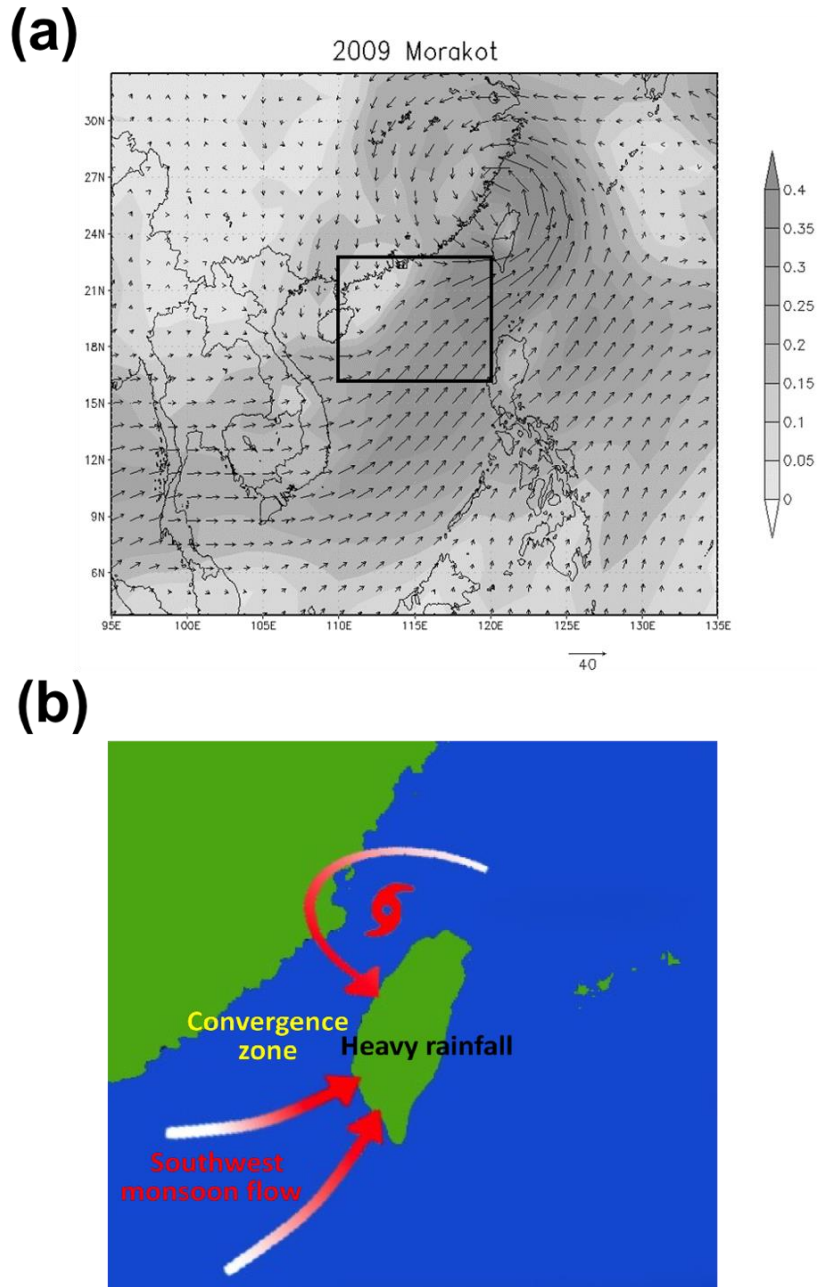 (a)
2009 Morakot
30N
27N
24N
21N
18N
15N
12N
9N
6N
95E 100E 105E 110E 115E 120E 125E 130E 135E
0.4
0.35
0.3
0.25
0.2
0.15
0.1
0.05
0
40
(b)
Convergence
zone
Heavy rainfall
Southwest
monsoon flow